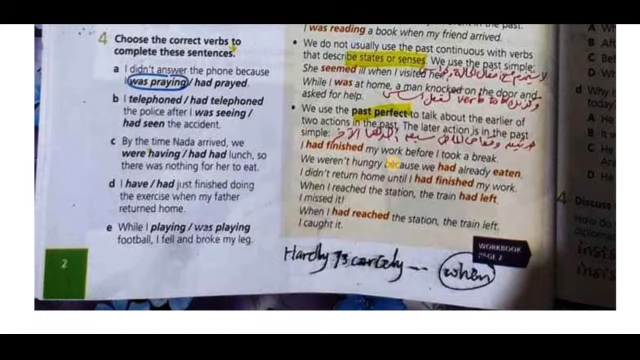 4 Choose the correct verbs to
complete these sentences.
a I didn't answer the phone because
I was praying / had prayed.
b I telephoned / had telephoned
the police after I was seeing /
had seen the accident.
c By the time Nada arrived, we
were having / had had lunch, so
there was nothing for her to eat.
d I have / had just finished doing
the exercise when my father
returned home.
e While I playing / was playing
football, I fell and broke my leg.
2
I was reading a book when my friend arrived.
• We do not usually use the past continuous with verbs
that describe states or senses. We use the past simple.
She seemed ill when I visited her.
While I was at home, a man knocked on the door and
asked for help.
• We use the past perfect to talk about the earlier of
two actions in the past. The later action is in the past
simple:
I had finished my work before I took a break.
We weren't hungry because we had already eaten.
I didn't return home until I had finished my work.
When I reached the station, the train had left.
I missed it!
When I had reached the station, the train left.
I caught it.
WORKBOOK
PAGE 2
Hardly scarcely --- when
4 Discuss
How do
diploma
insis
insis